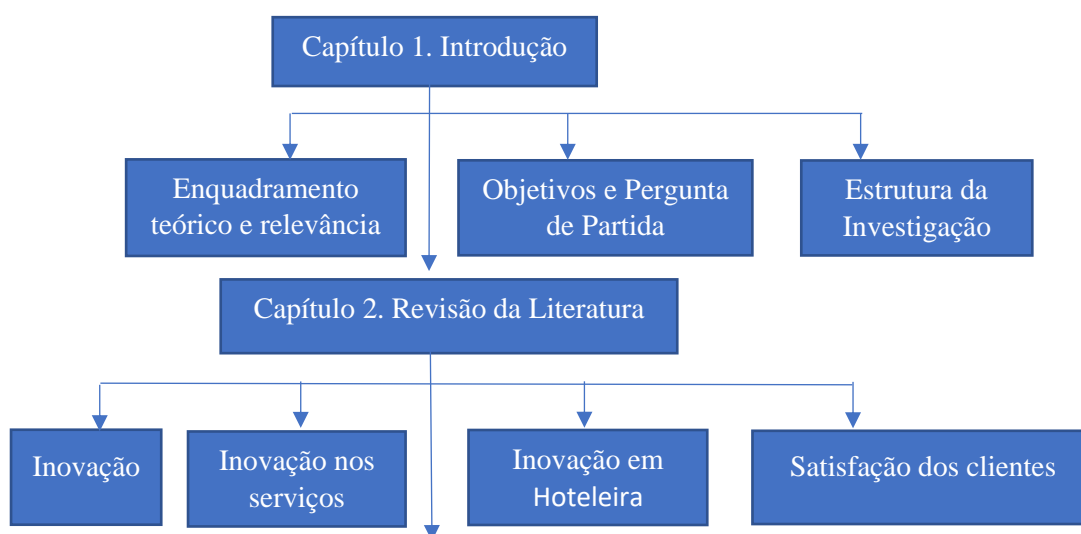 Capítulo 1. Introdução
Enquadramento
teórico e relevância
Objetivos e Pergunta
de Partida
Estrutura da
Investigação
Capítulo 2. Revisão da Literatura
Inovação
Inovação nos
serviços
Inovação em
Hoteleira
Satisfação dos clientes